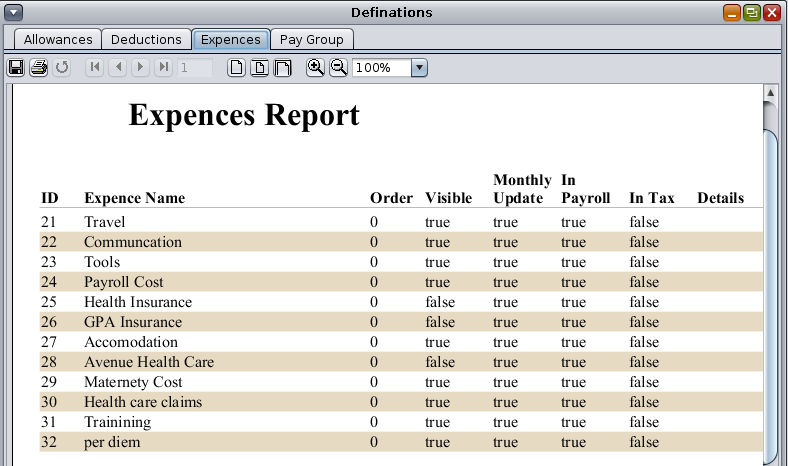 Definations
Allowances Deductions Expences Pay Group
1 100%
Expences Report
Monthly In
ID Expence Name Order Visible Update Payroll In Tax Details
21 Travel 0 true true true false
22 Communcation 0 true true true false
23 Tools 0 true true true false
24 Payroll Cost 0 true true true false
25 Health Insurance 0 false true true false
26 GPA Insurance 0 false true true false
27 Accomodation 0 true true true false
28 Avenue Health Care 0 false true true false
29 Maternety Cost 0 true true true false
30 Health care claims 0 true true true false
31 Trainining 0 true true true false
32 per diem 0 true true true false